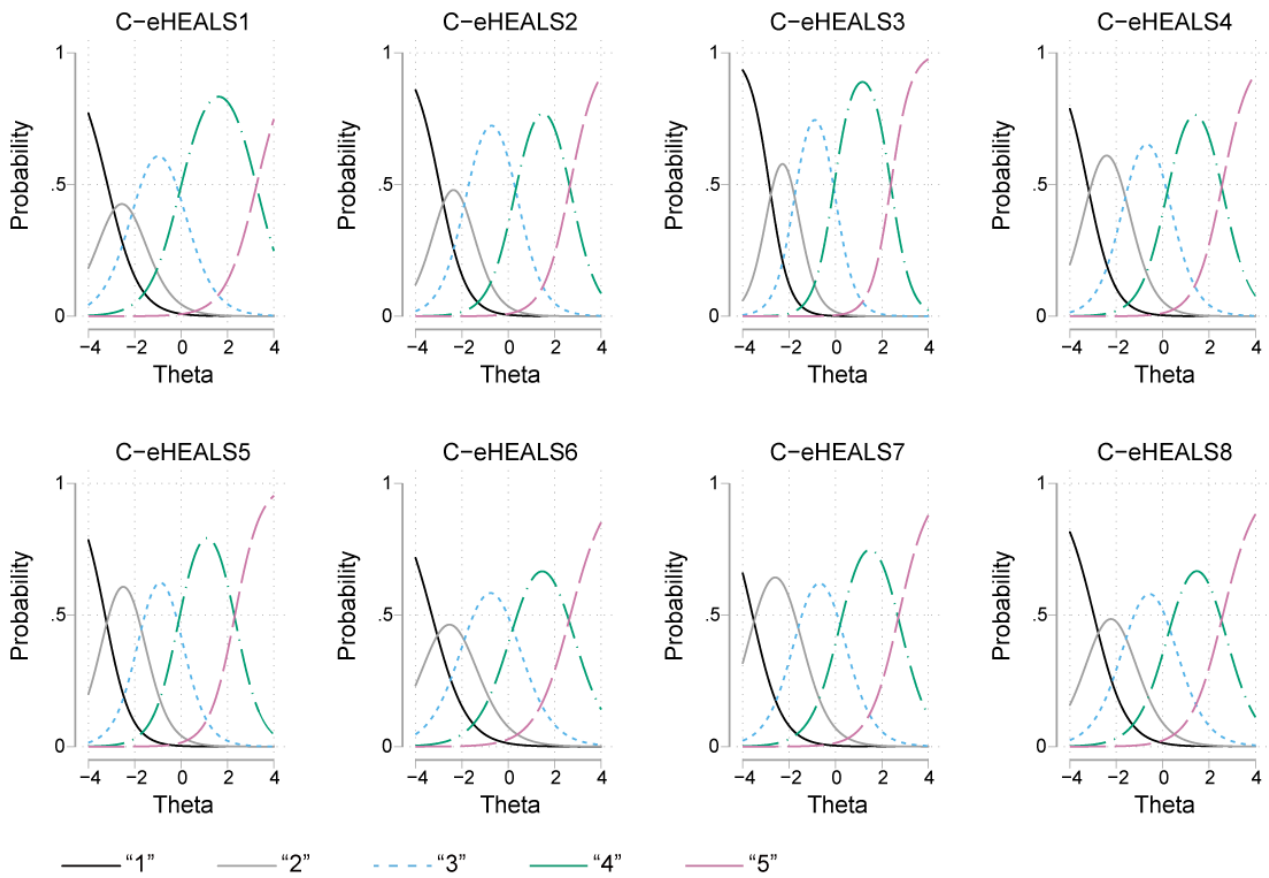 C−eHEALS1
C−eHEALS2
C−eHEALS3
C−eHEALS4
1
1
1
1
Probability
Probability
Probability
Probability
.5
.5
.5
.5
0
0
0
0
−4 −2 0 2 4
−4 −2 0 2 4
−4 −2 0 2 4
−4 −2 0 2 4
Theta
Theta
Theta
Theta
C−eHEALS5
C−eHEALS6
C−eHEALS7
C−eHEALS8
1
1
1
1
Probability
Probability
Probability
Probability
.5
.5
.5
.5
0
0
0
0
−4 −2 0 2 4
−4 −2 0 2 4
−4 −2 0 2 4
−4 −2 0 2 4
Theta
Theta
Theta
Theta
“1” “2” “3” “4” “5”